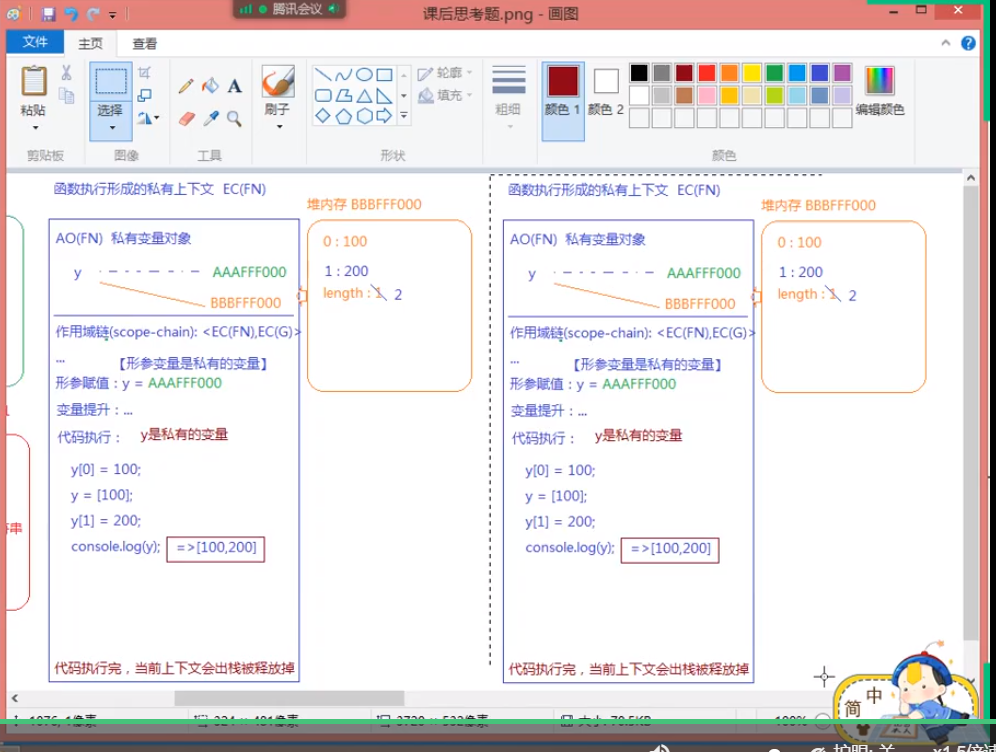 腾讯会议
课后思考题.png - 画图
文件 主页 查看
粘贴
选择
A
刷子
轮廓
填充
粗细
颜色 1
颜色 2
编辑颜色
剪贴板 图像 工具 形状 颜色
函数执行形成的私有上下文 EC(FN)
堆内存 BBBFFF000
AO(FN) 私有变量对象
0 : 100
y AAAFFF000
1 : 200
BBBFFF000
length : 1 2
作用域链(scope-chain): <EC(FN),EC(G)>
...
【形参变量是私有的变量】
形参赋值 : y = AAAFFF000
变量提升 : ...
代码执行 : y是私有的变量
y[0] = 100;
y = [100];
y[1] = 200;
console.log(y); =>[100,200]
代码执行完 , 当前上下文会出栈被释放掉
函数执行形成的私有上下文 EC(FN)
堆内存 BBBFFF000
AO(FN) 私有变量对象
0 : 100
y AAAFFF000
1 : 200
BBBFFF000
length : 1 2
作用域链(scope-chain): <EC(FN),EC(G)>
...
【形参变量是私有的变量】
形参赋值 : y = AAAFFF000
变量提升 : ...
代码执行 : y是私有的变量
y[0] = 100;
y = [100];
y[1] = 200;
console.log(y); =>[100,200]
代码执行完 , 当前上下文会出栈被释放掉
简 中